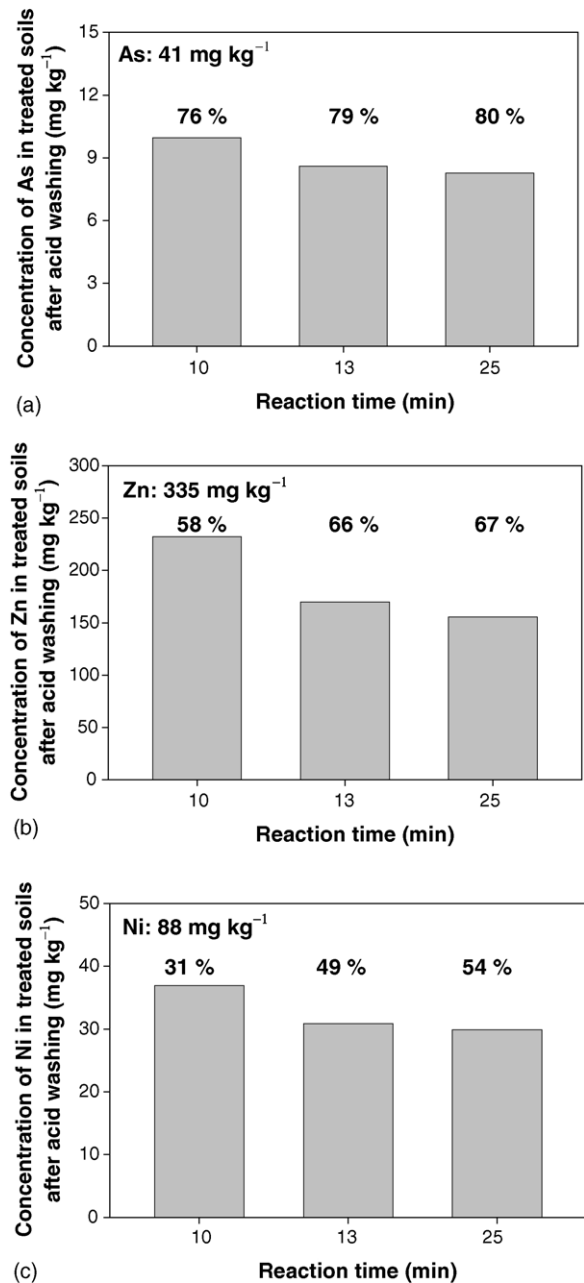 Concentration of As in treated soils
after acid washing (mg kg⁻¹)
15
12
9
6
3
0
As: 41 mg kg⁻¹
76 %
79 %
80 %
10
13
25
Reaction time (min)
(a)
Concentration of Zn in treated soils
after acid washing (mg kg⁻¹)
300
250
200
150
100
50
0
Zn: 335 mg kg⁻¹
58 %
66 %
67 %
10
13
25
Reaction time (min)
(b)
Concentration of Ni in treated soils
after acid washing (mg kg⁻¹)
50
40
30
20
10
0
Ni: 88 mg kg⁻¹
31 %
49 %
54 %
10
13
25
Reaction time (min)
(c)